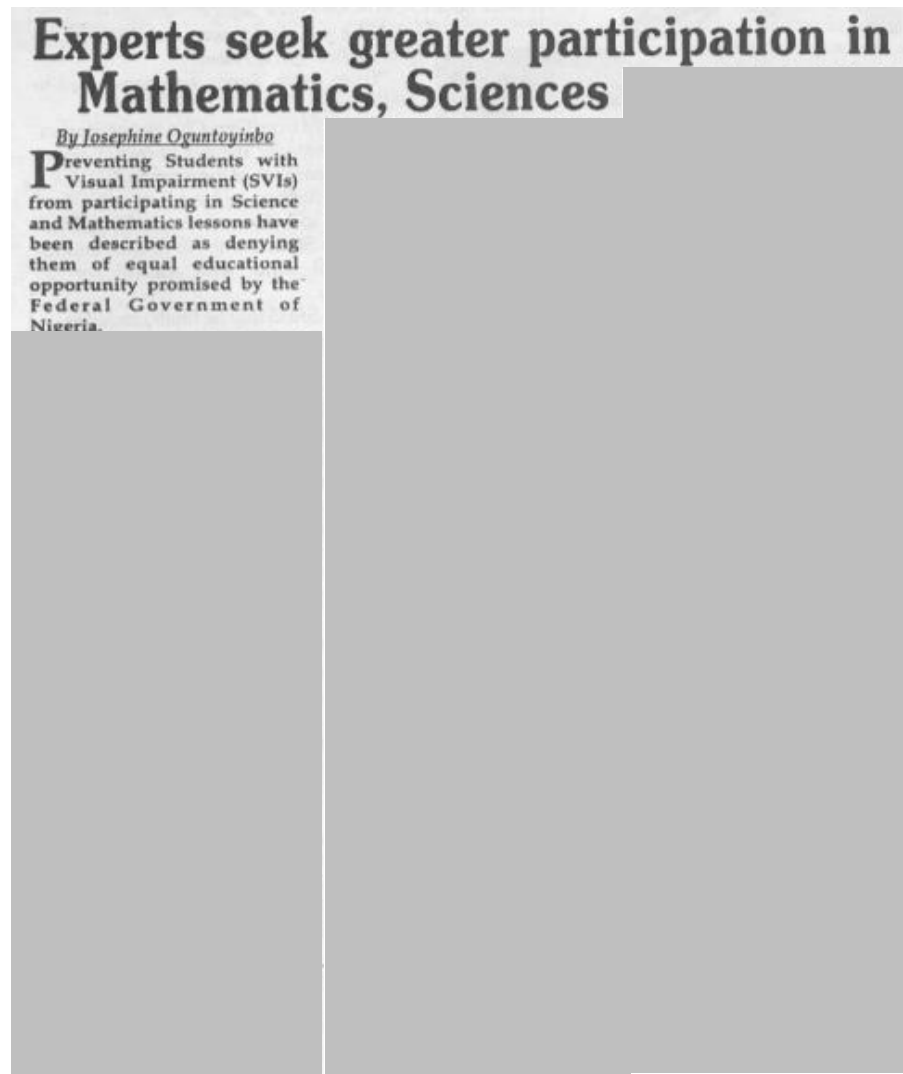 Experts seek greater participation in
Mathematics, Sciences
By Josephine Oguntoyinbo
Preventing Students with
Visual Impairment (SVIs)
from participating in Science
and Mathematics lessons have
been described as denying
them of equal educational
opportunity promised by the
Federal Government of
Nigeria.